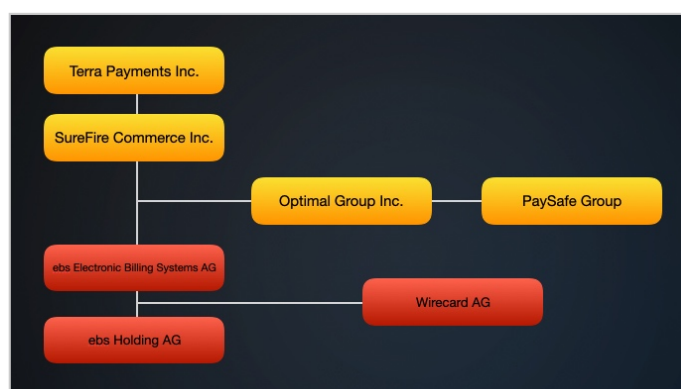 Terra Payments Inc.
SureFire Commerce Inc.
Optimal Group Inc.
PaySafe Group
ebs Electronic Billing Systems AG
Wirecard AG
ebs Holding AG